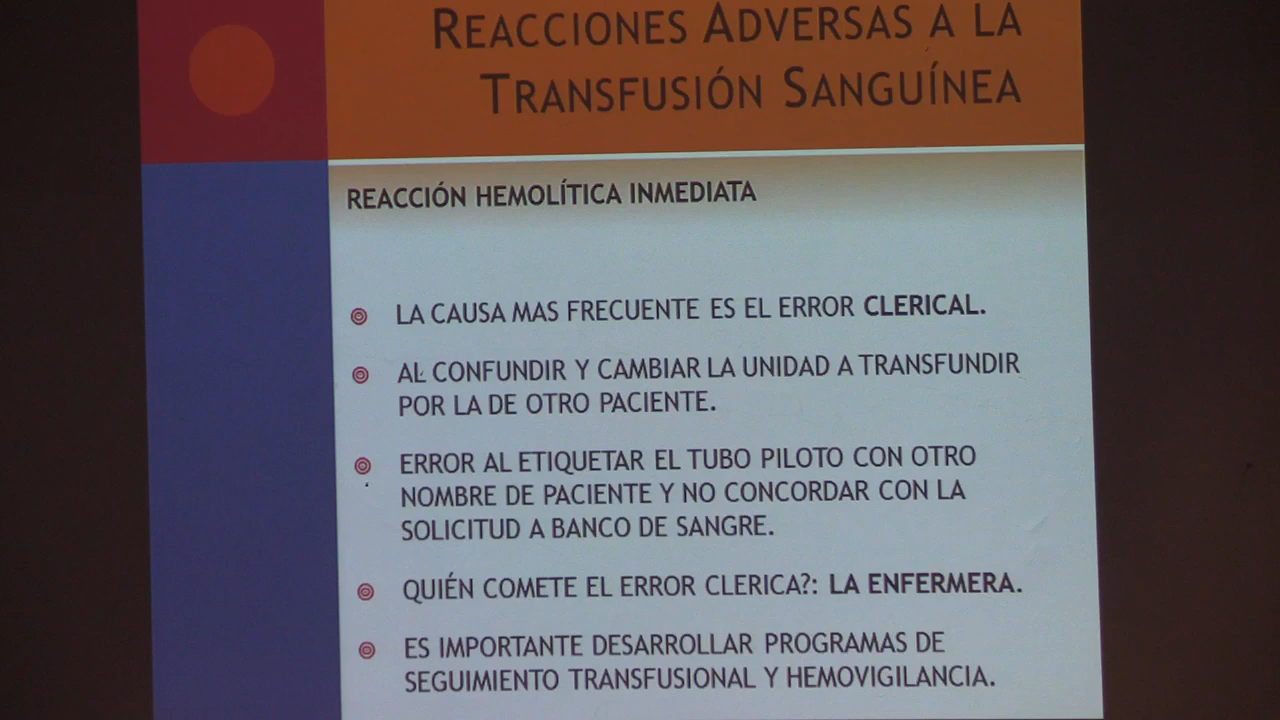 REACCIONES ADVERSAS A LA
TRANSFUSIÓN SANGUÍNEA
REACCIÓN HEMOLÍTICA INMEDIATA
LA CAUSA MAS FRECUENTE ES EL ERROR CLERICAL.
AL CONFUNDIR Y CAMBIAR LA UNIDAD A TRANSFUNDIR
POR LA DE OTRO PACIENTE.
ERROR AL ETIQUETAR EL TUBO PILOTO CON OTRO
NOMBRE DE PACIENTE Y NO CONCORDAR CON LA
SOLICITUD A BANCO DE SANGRE.
QUIÉN COMETE EL ERROR CLERICA?: LA ENFERMERA.
ES IMPORTANTE DESARROLLAR PROGRAMAS DE
SEGUIMIENTO TRANSFUSIONAL Y HEMOVIGILANCIA.